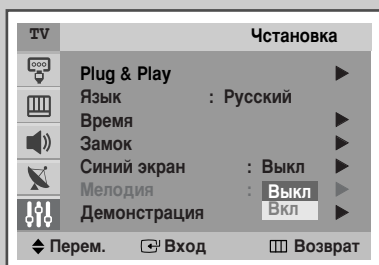 TV Чстановка
Plug & Play
Язык : Русский
Время
Замок
Синий экран : Выкл
Мелодия : Выкл
Вкл
Демонстрация
Перем. Вход Возврат